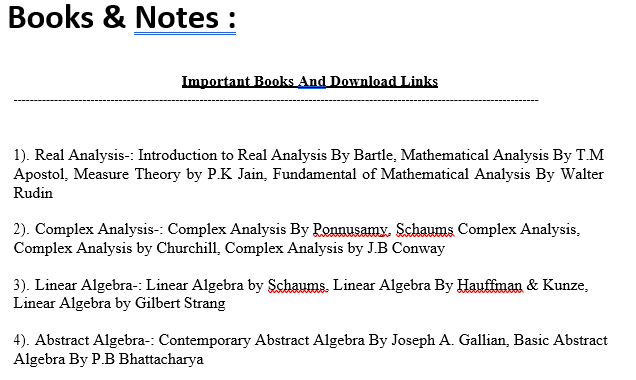 Books & Notes :
Important Books And Download Links
1). Real Analysis-: Introduction to Real Analysis By Bartle, Mathematical Analysis By T.M
Apostol, Measure Theory by P.K Jain, Fundamental of Mathematical Analysis By Walter
Rudin
2). Complex Analysis-: Complex Analysis By Ponnusamy, Schaums Complex Analysis,
Complex Analysis by Churchill, Complex Analysis by J.B Conway
3). Linear Algebra-: Linear Algebra by Schaums, Linear Algebra By Hauffman & Kunze,
Linear Algebra by Gilbert Strang
4). Abstract Algebra-: Contemporary Abstract Algebra By Joseph A. Gallian, Basic Abstract
Algebra By P.B Bhattacharya